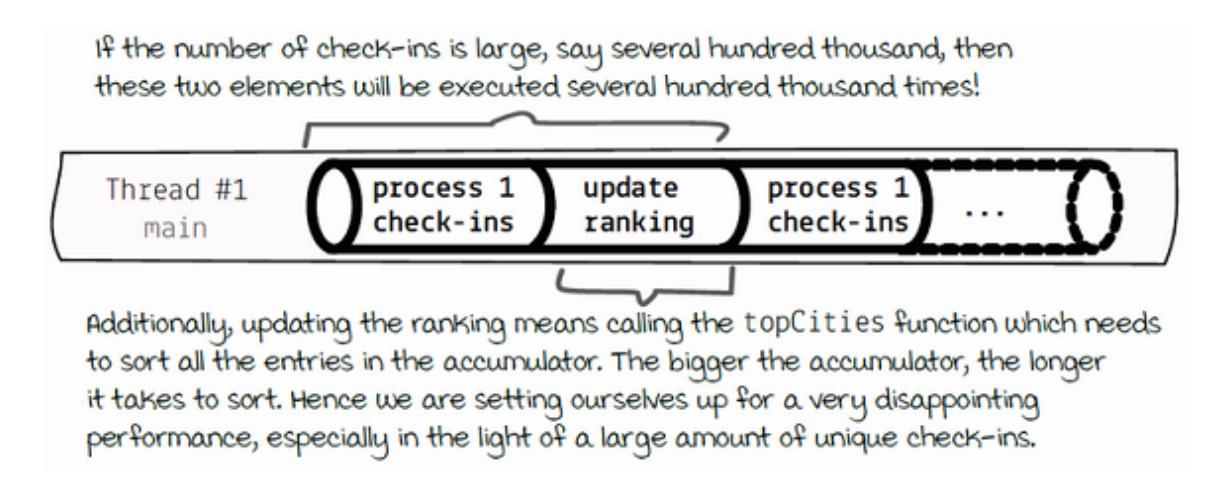 If the number of check-ins is large, say several hundred thousand, then
these two elements will be executed several hundred thousand times!
Thread #1
main
process 1
check-ins
update
ranking
process 1
check-ins
...
Additionally, updating the ranking means calling the topCities function which needs
to sort all the entries in the accumulator. The bigger the accumulator, the longer
it takes to sort. Hence we are setting ourselves up for a very disappointing
performance, especially in the light of a large amount of unique check-ins.